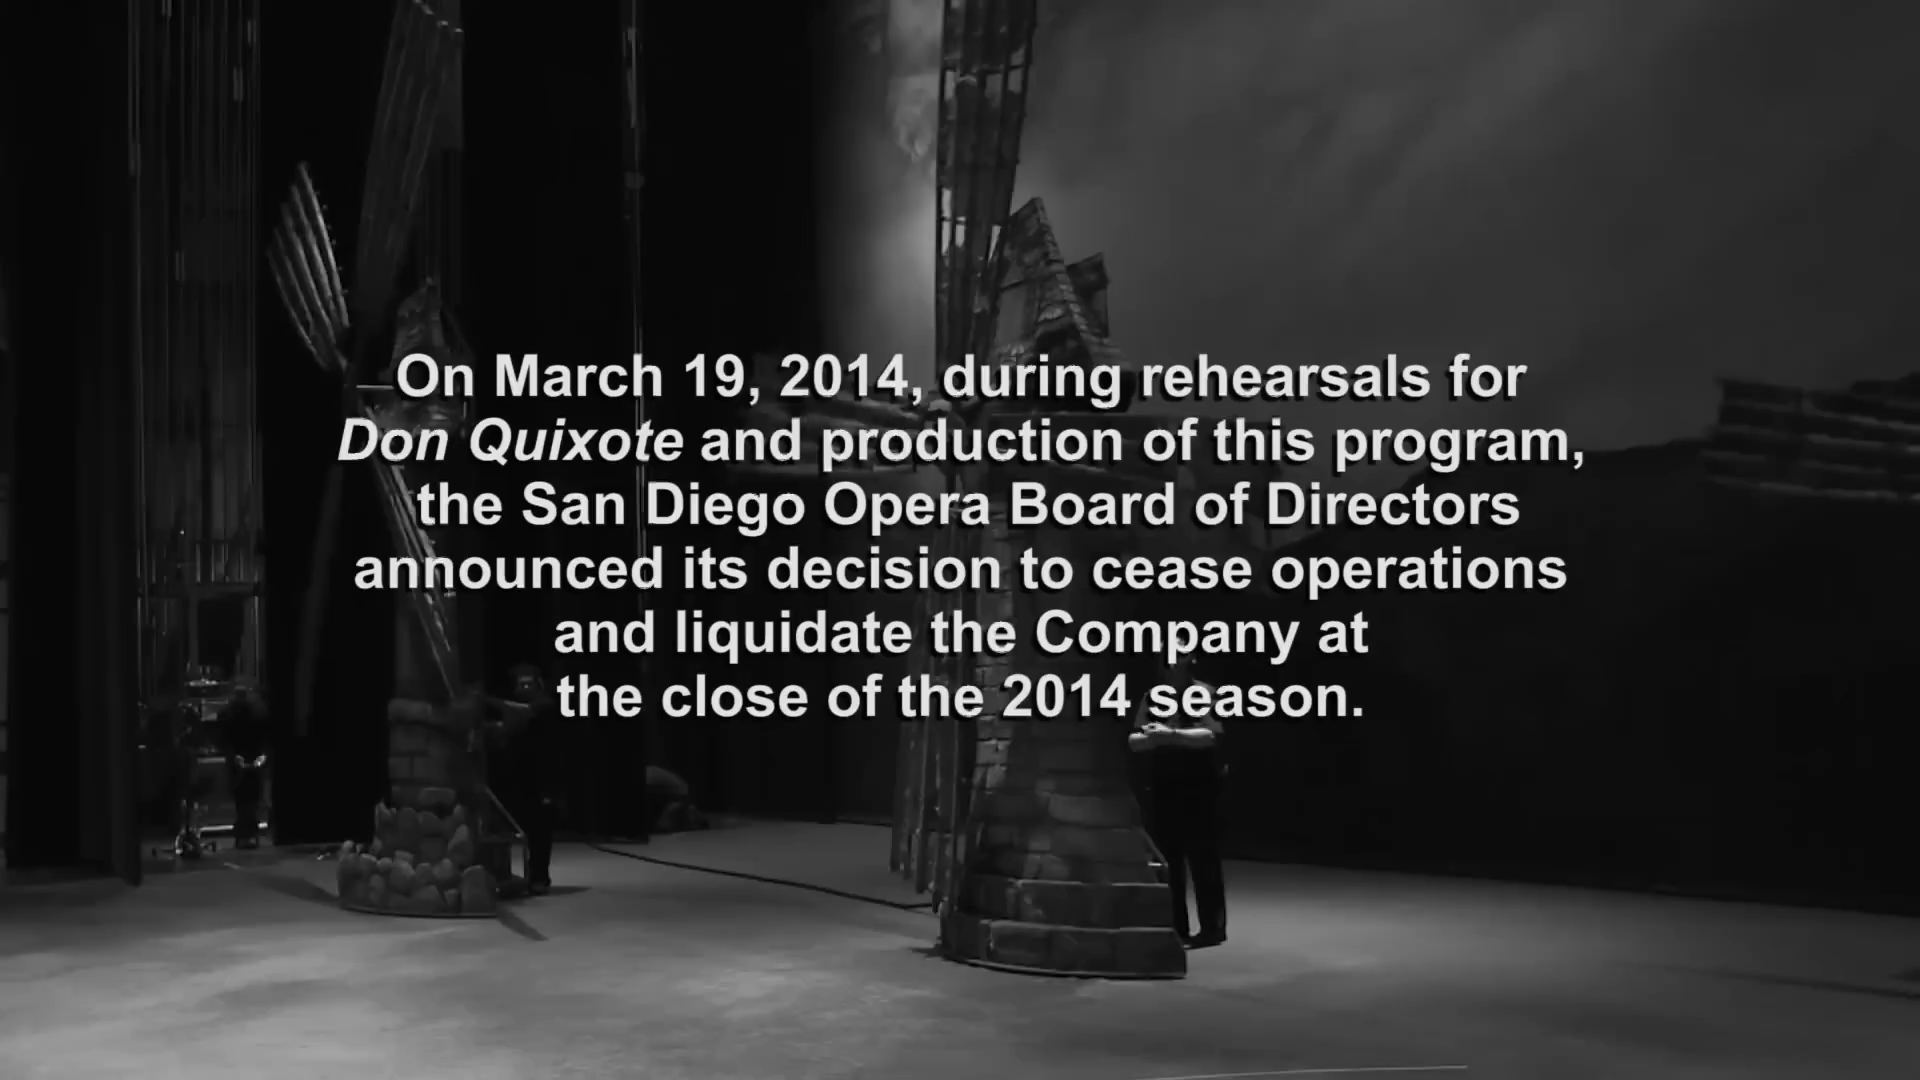 On March 19, 2014, during rehearsals for
Don Quixote and production of this program,
the San Diego Opera Board of Directors
announced its decision to cease operations
and liquidate the Company at
the close of the 2014 season.